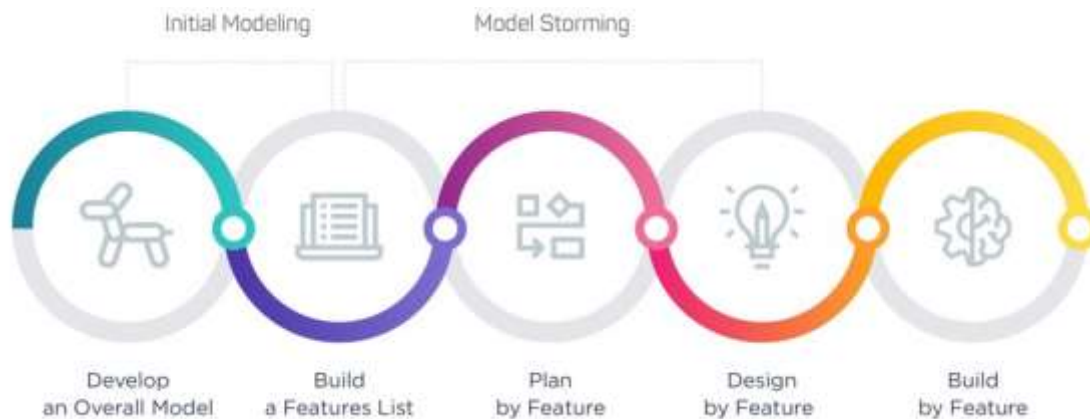 Initial Modeling
Model Storming
Develop
an Overall Model
Build
a Features List
Plan
by Feature
Design
by Feature
Build
by Feature